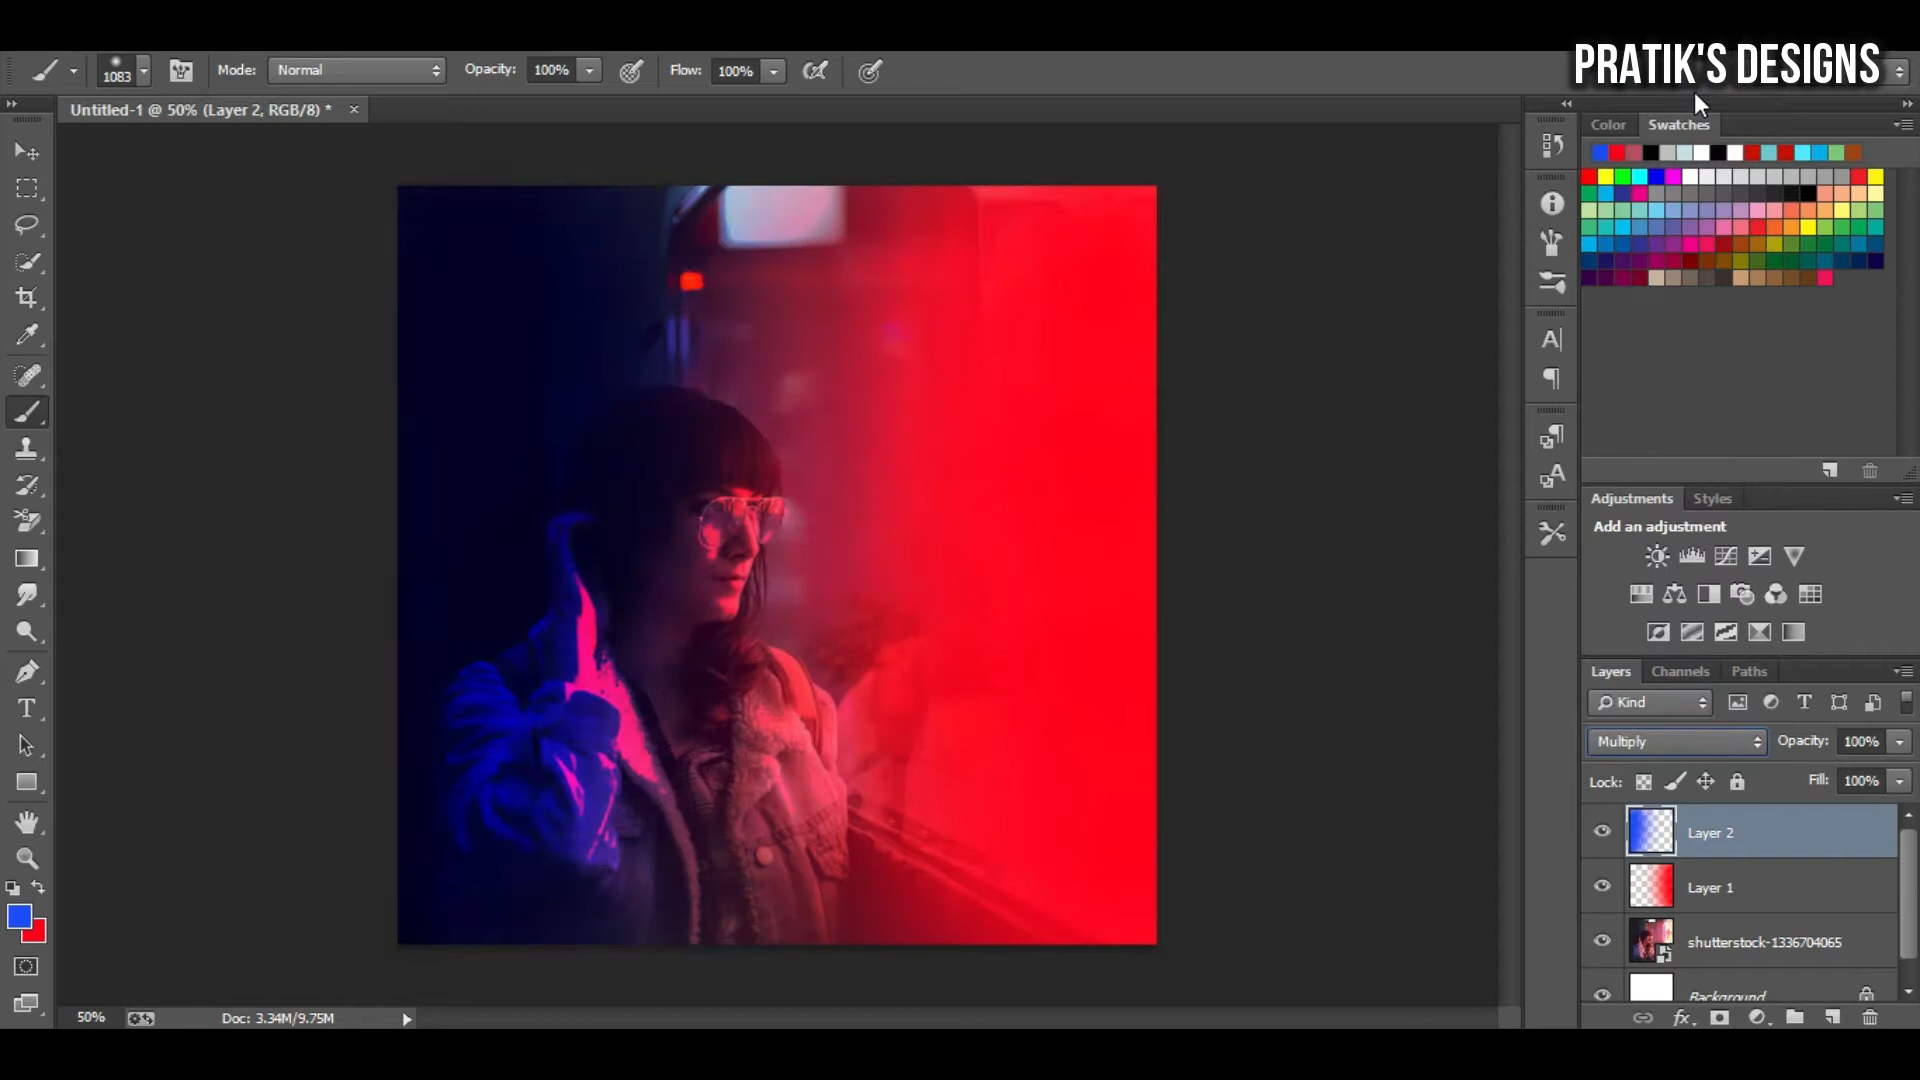 PRATIK'S DESIGNS
1083
Mode: Normal
Opacity: 100%
Flow: 100%
Untitled-1 @ 50% (Layer 2, RGB/8) *
Color
Swatches
Adjustments
Styles
Add an adjustment
Layers
Channels
Paths
Kind
Multiply
Opacity: 100%
Lock:
Fill: 100%
Layer 2
Layer 1
shutterstock-1336704065
Background
50%
Doc: 3.34M/9.75M